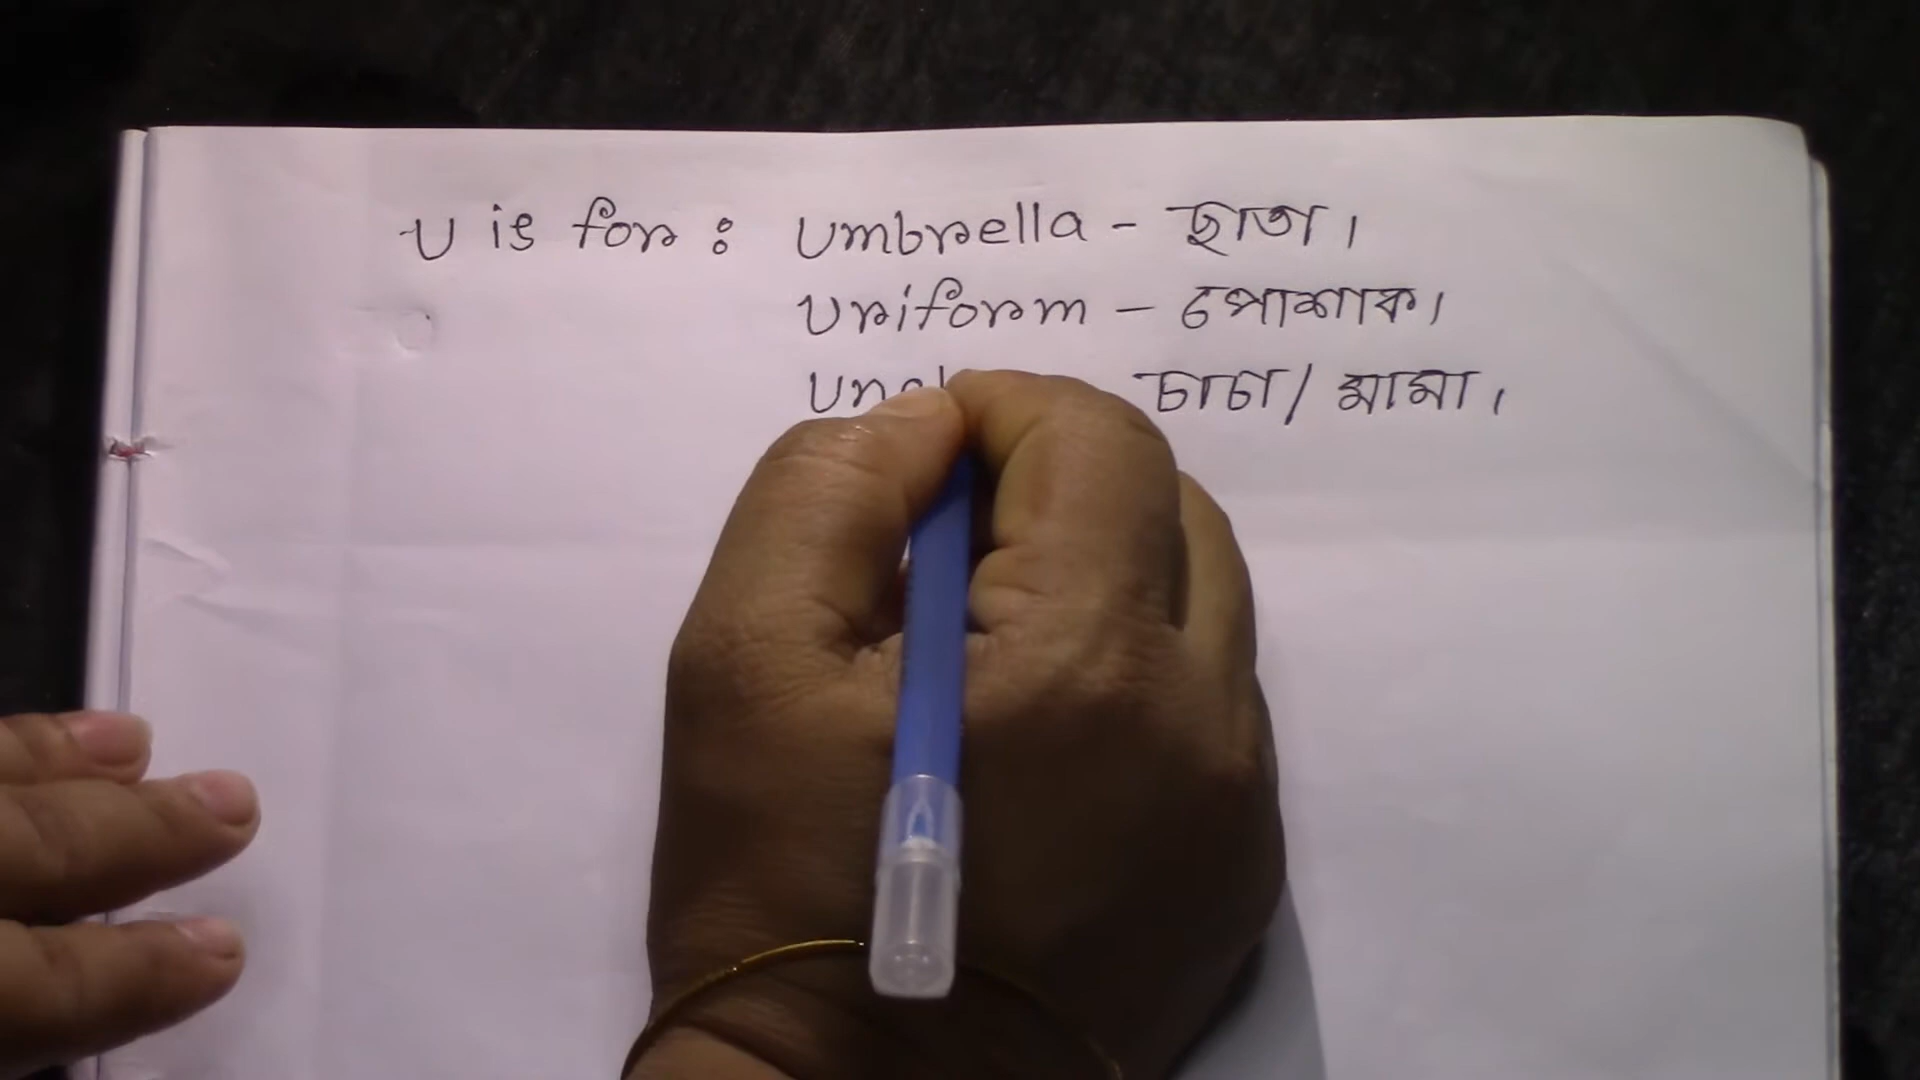 U is for : Umbrella - ছাতা।
Uniform - পোশাক।
চাচা / মামা।